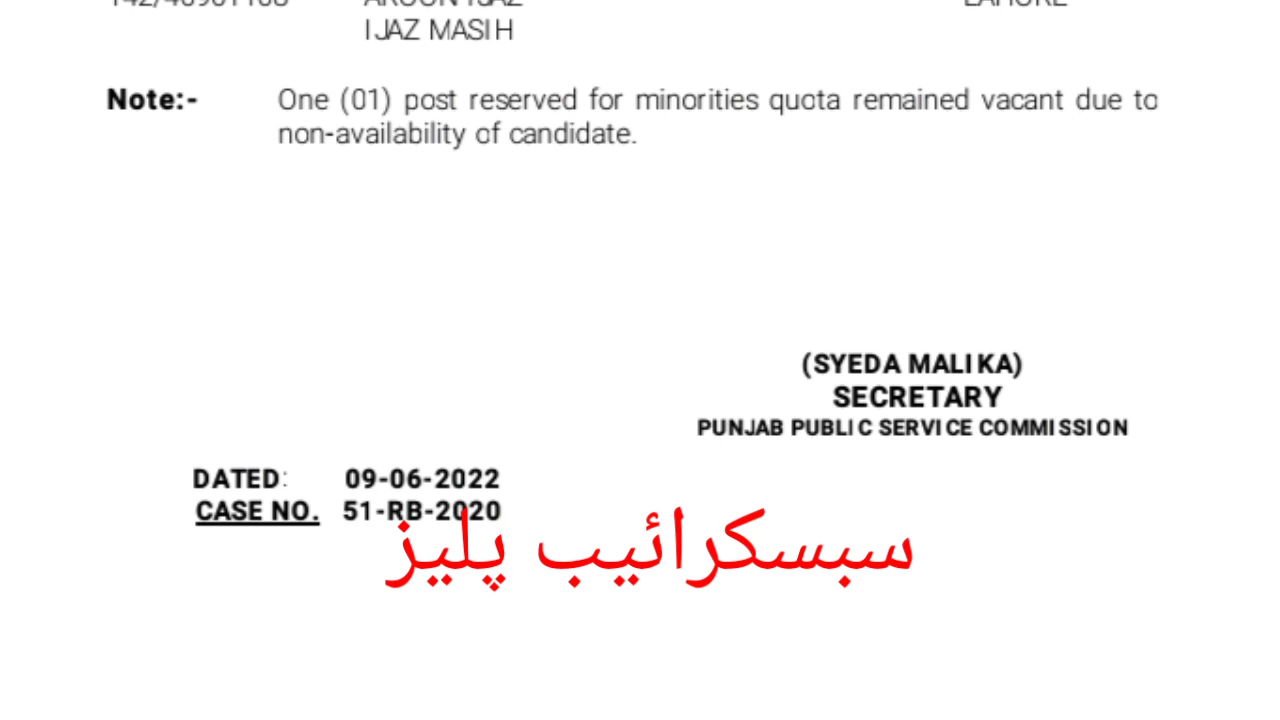 IJAZ MASIH
Note:- One (01) post reserved for minorities quota remained vacant due to
non-availability of candidate.
(SYEDA MALIKA)
SECRETARY
PUNJAB PUBLIC SERVICE COMMISSION
DATED: 09-06-2022
CASE NO. 51-RB-2020
سبسکرائیب پلیز